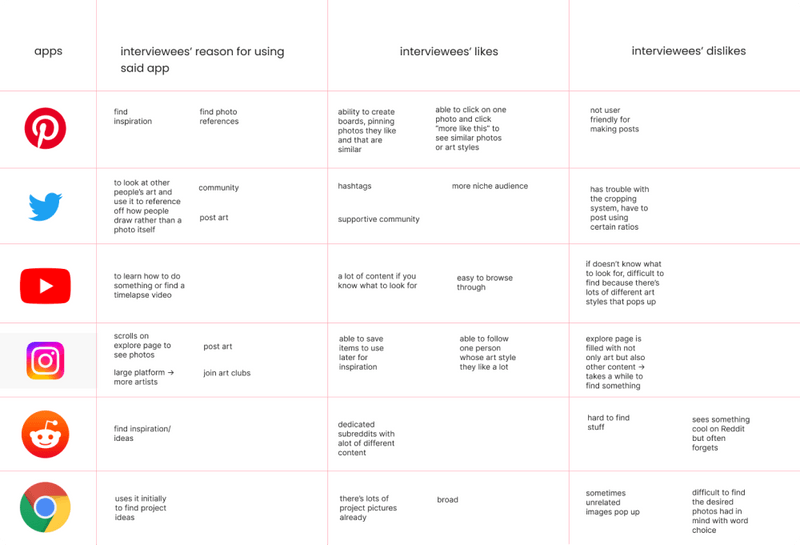 apps
interviewees' reason for using
said app
interviewees' likes
interviewees' dislikes
find
inspiration
find photo
references
ability to create
boards, pinning
photos they like
and that are
similar
able to click on one
photo and click
"more like this" to
see similar photos
or art styles
not user
friendly for
making posts
to look at other
people's art and
use it to reference
off how people
draw rather than a
photo itself
community
post art
hashtags
more niche audience
supportive community
has trouble with
the cropping
system, have to
post using
certain ratios
to learn how to do
something or find a
timelapse video
a lot of content if you
know what to look for
easy to browse
through
if doesn't know what
to look for, difficult to
find because there's
lots of different art
styles that pops up
scrolls on
explore page to
see photos
post art
large platform →
more artists
join art clubs
able to save
items to use
later for
inspiration
able to follow
one person
whose art style
they like a lot
explore page is
filled with not
only art but also
other content →
takes a while to
find something
find inspiration/
ideas
dedicated
subreddits with
alot of different
content
hard to find
stuff
sees something
cool on Reddit
but often
forgets
uses it initially
to find project
ideas
there's lots of
project pictures
already
broad
sometimes
unrelated
images pop up
difficult to find
the desired
photos had in
mind with word
choice